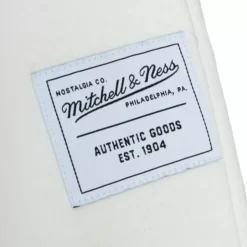 NOSTALGIA CO.
Mitchell & Ness
PHILADELPHIA, PA.
AUTHENTIC GOODS
EST. 1904